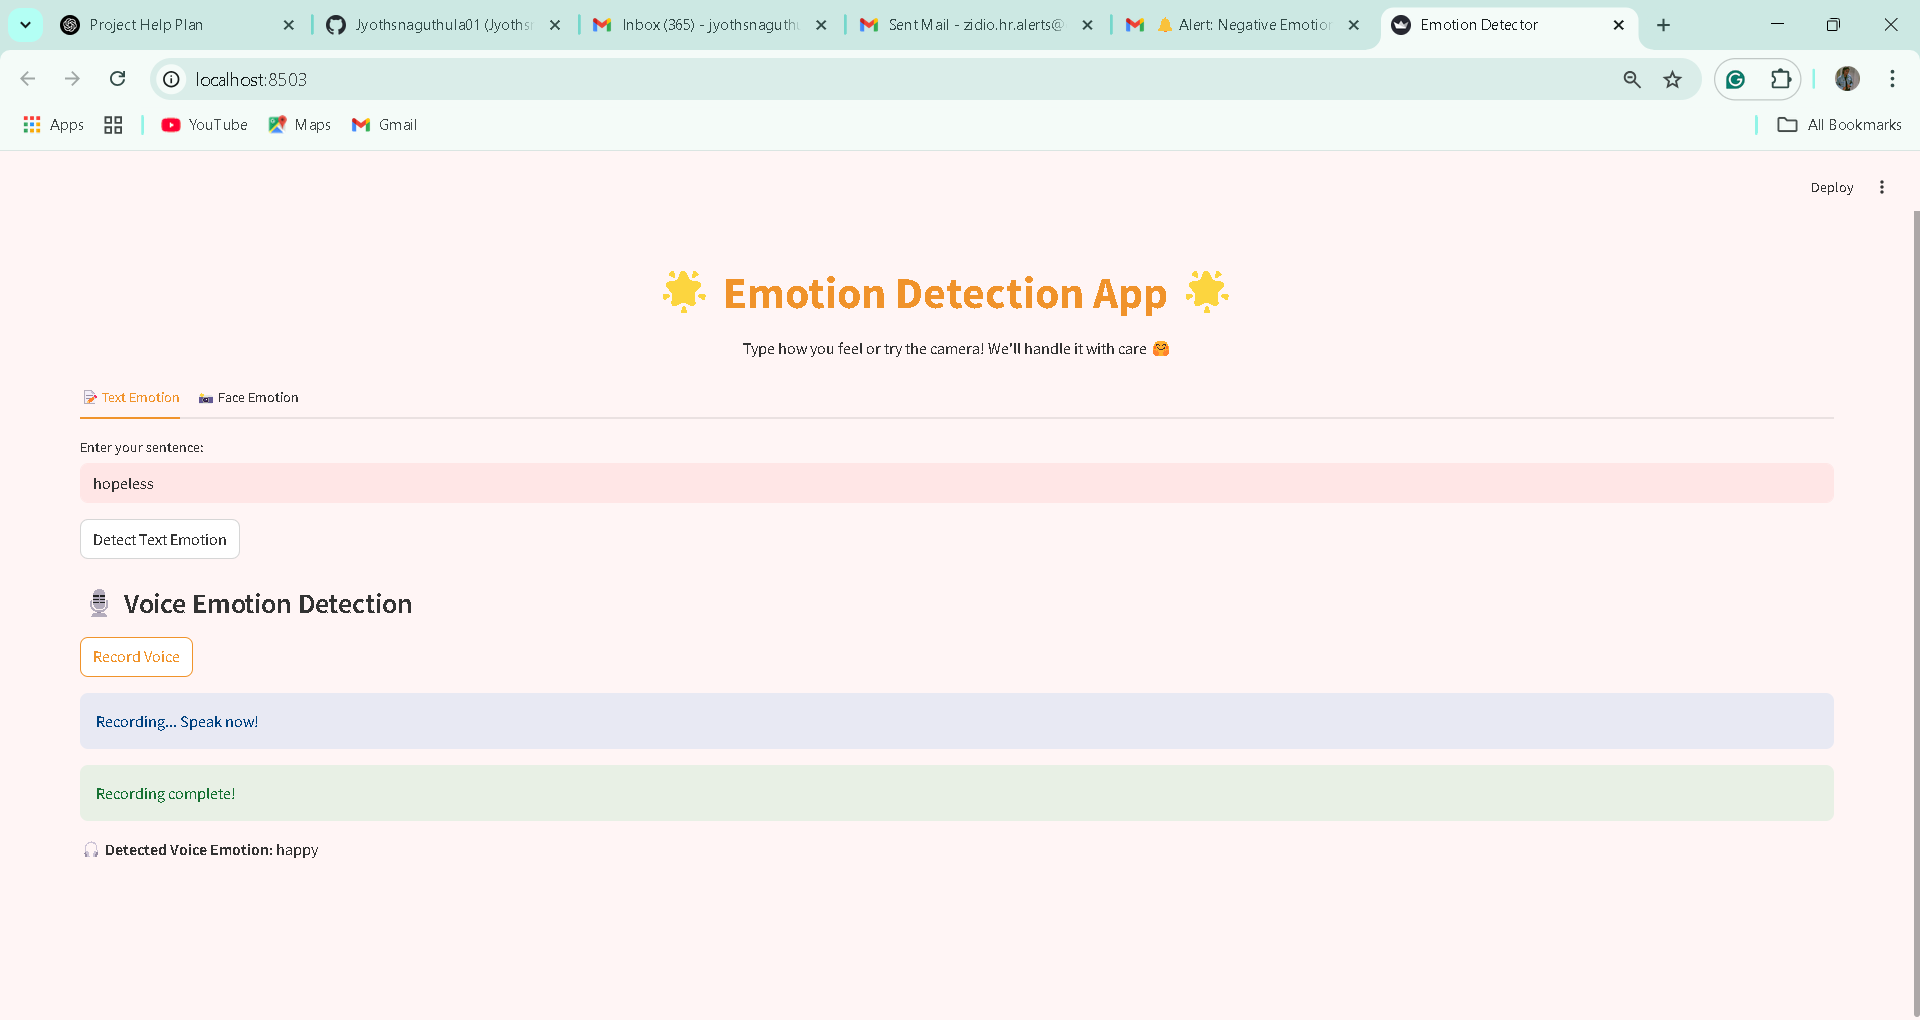 Project Help Plan
Jyothsnaguthula01 (Jyothsn
Inbox (365) - jyothsnaguthu
Sent Mail - zidio.hr.alerts@
🔔 Alert: Negative Emotion
Emotion Detector
localhost:8503
Apps
YouTube
Maps
Gmail
All Bookmarks
Deploy
🌟 Emotion Detection App 🌟
Type how you feel or try the camera! We'll handle it with care 🤗
📝 Text Emotion
📷 Face Emotion
Enter your sentence:
hopeless
Detect Text Emotion
🎙️ Voice Emotion Detection
Record Voice
Recording... Speak now!
Recording complete!
🎧 Detected Voice Emotion: happy